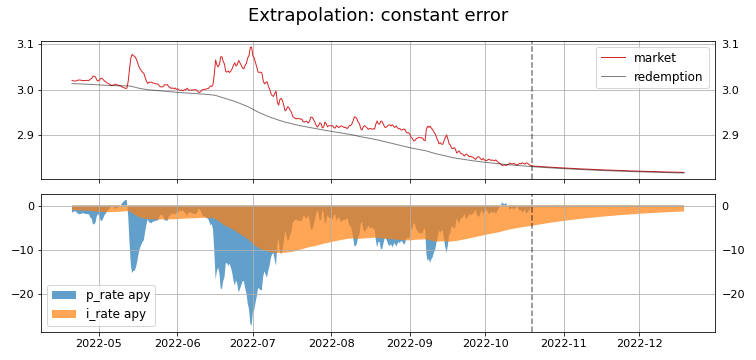 Extrapolation: constant error
3.1
3.0
2.9
3.1
3.0
2.9
market
redemption
0
−10
−20
0
−10
−20
p_rate apy
i_rate apy
2022-05 2022-06 2022-07 2022-08 2022-09 2022-10 2022-11 2022-12